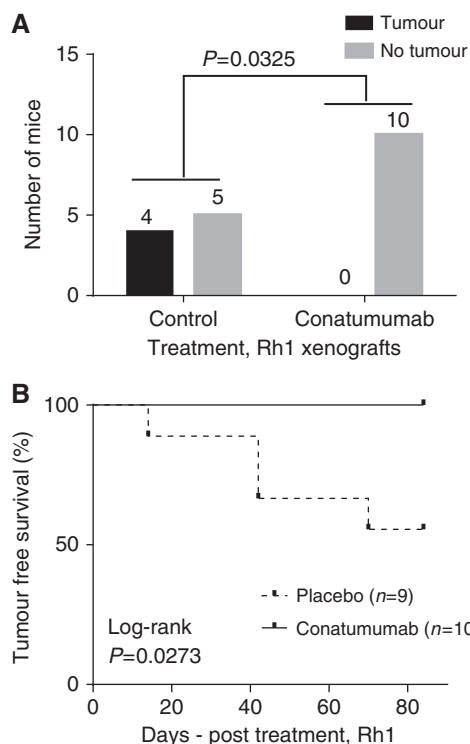 A
Tumour
No tumour
P=0.0325
15
10
5
0
Number of mice
4
5
0
10
Control
Conatumumab
Treatment, Rh1 xenografts
B
100
50
0
Tumour free survival (%)
Placebo (n=9)
Conatumumab (n=10
Log-rank
P=0.0273
0
20
40
60
80
Days - post treatment, Rh1